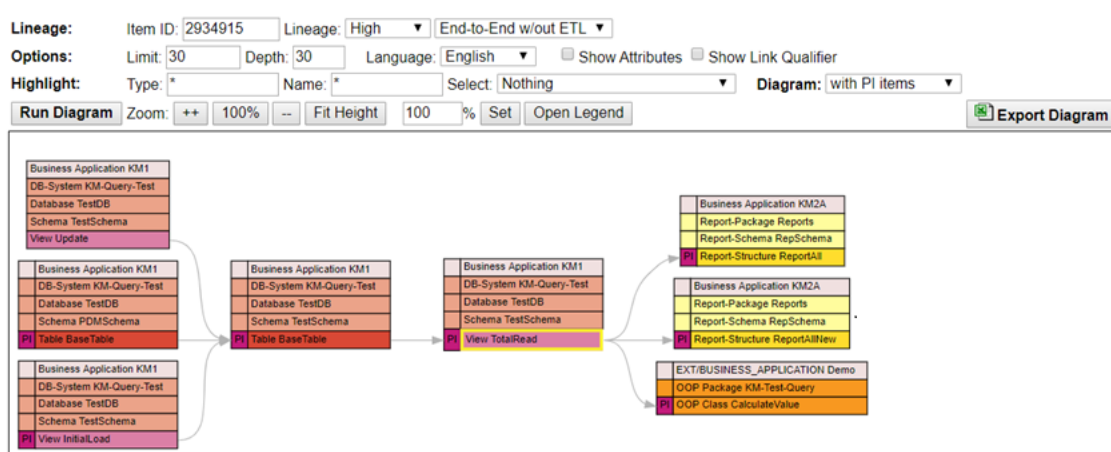 Lineage: Item ID: 2934915 Lineage: High End-to-End w/out ETL
Options: Limit: 30 Depth: 30 Language: English Show Attributes Show Link Qualifier
Highlight: Type: * Name: * Select: Nothing Diagram: with PI items
Run Diagram Zoom: ++ 100% -- Fit Height 100 % Set Open Legend Export Diagram
Business Application KM1
DB-System KM-Query-Test
Database TestDB
Schema TestSchema
View Update
Business Application KM1
DB-System KM-Query-Test
Database TestDB
Schema PDMSchema
PI Table BaseTable
Business Application KM1
DB-System KM-Query-Test
Database TestDB
Schema TestSchema
PI View InitialLoad
Business Application KM1
DB-System KM-Query-Test
Database TestDB
Schema TestSchema
PI Table BaseTable
Business Application KM1
DB-System KM-Query-Test
Database TestDB
Schema TestSchema
PI View TotalRead
Business Application KM2A
Report-Package Reports
Report-Schema RepSchema
PI Report-Structure ReportAll
Business Application KM2A
Report-Package Reports
Report-Schema RepSchema
PI Report-Structure ReportAllNew
EXT/BUSINESS_APPLICATION Demo
OOP Package KM-Test-Query
PI OOP Class CalculateValue